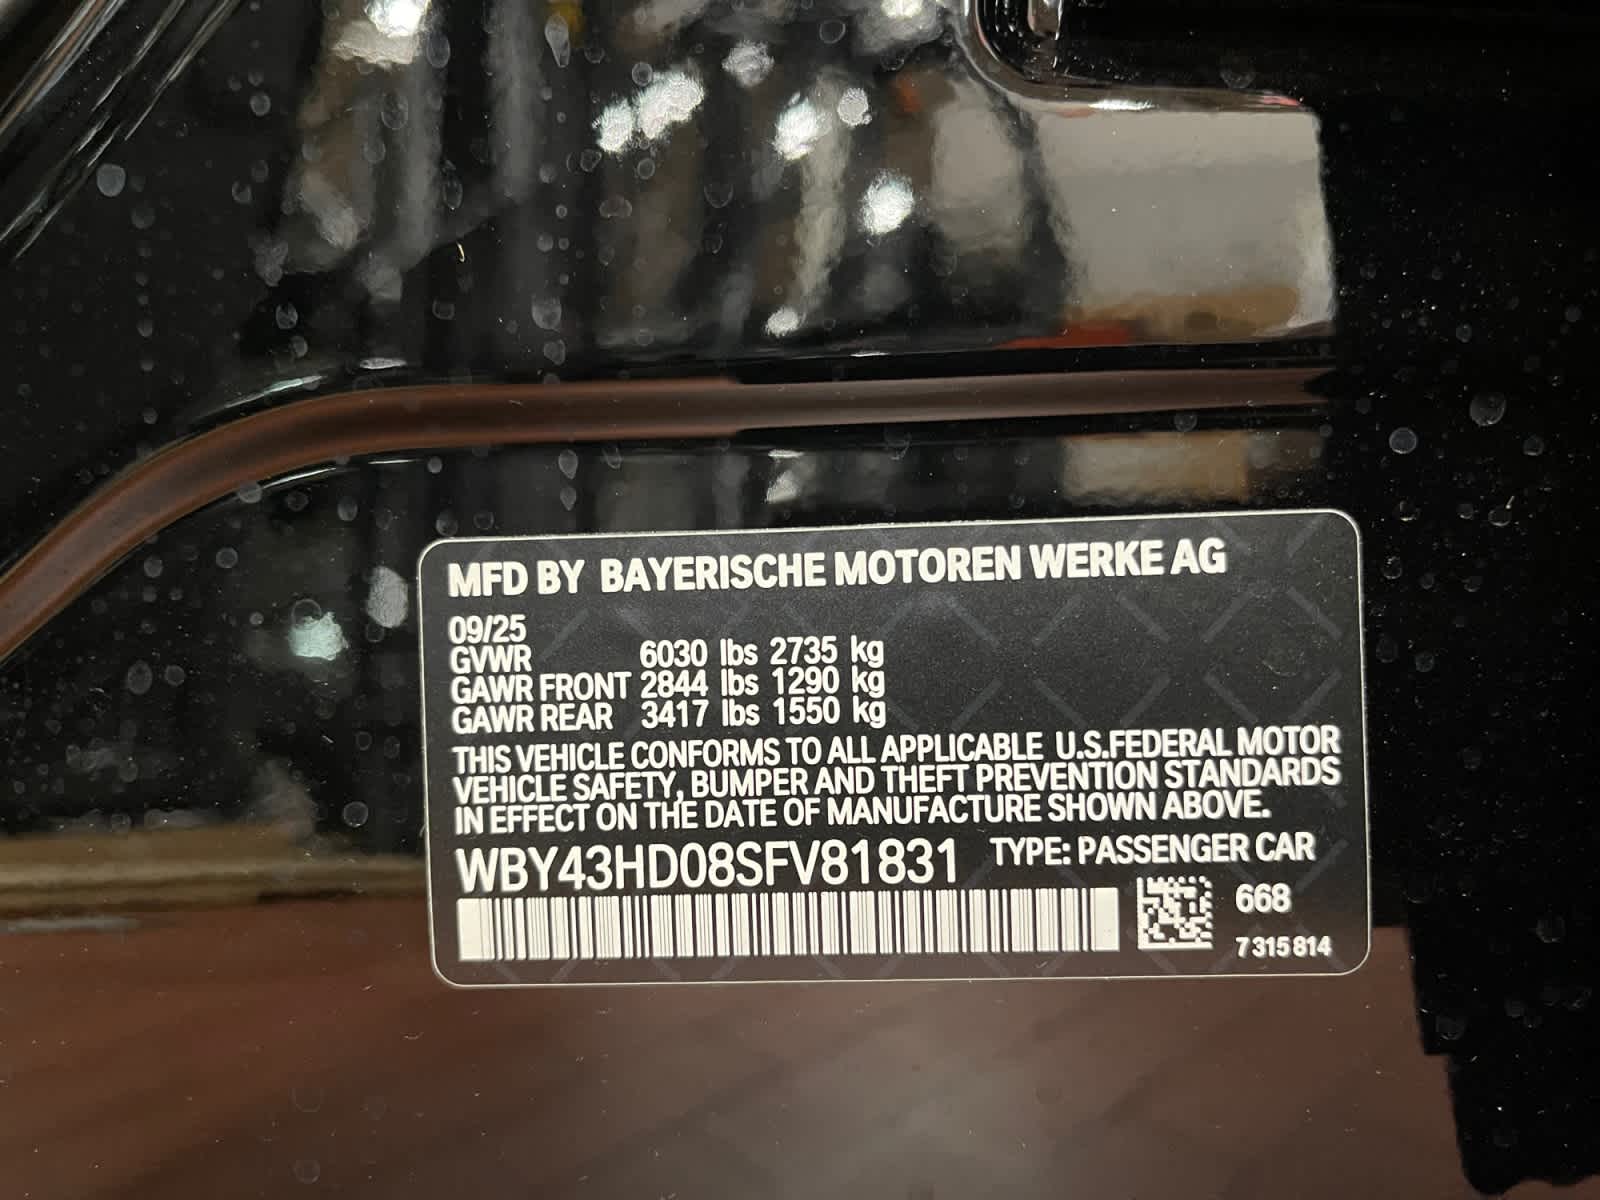 MFD BY BAYERISCHE MOTOREN WERKE AG
09/25
GVWR 6030 lbs 2735 kg
GAWR FRONT 2844 lbs 1290 kg
GAWR REAR 3417 lbs 1550 kg
THIS VEHICLE CONFORMS TO ALL APPLICABLE U.S.FEDERAL MOTOR
VEHICLE SAFETY, BUMPER AND THEFT PREVENTION STANDARDS
IN EFFECT ON THE DATE OF MANUFACTURE SHOWN ABOVE.
WBY43HD08SFV81831 TYPE: PASSENGER CAR
668
7 315 814